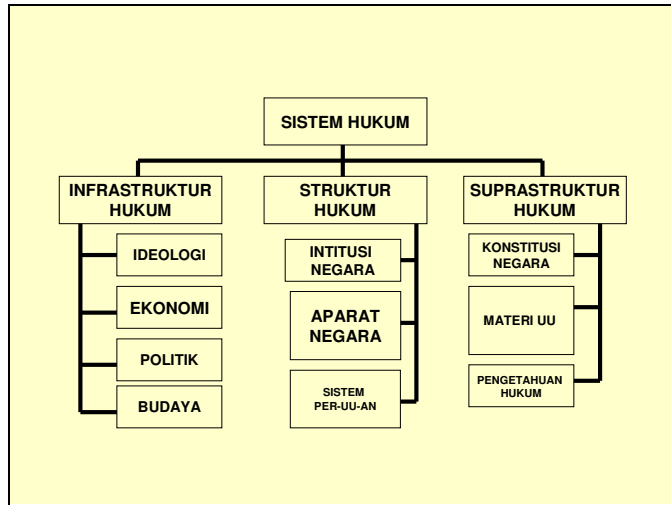 SISTEM HUKUM
INFRASTRUKTUR
HUKUM
IDEOLOGI
EKONOMI
POLITIK
BUDAYA
STRUKTUR
HUKUM
INTITUSI
NEGARA
APARAT
NEGARA
SISTEM
PER-UU-AN
SUPRASTRUKTUR
HUKUM
KONSTITUSI
NEGARA
MATERI UU
PENGETAHUAN
HUKUM